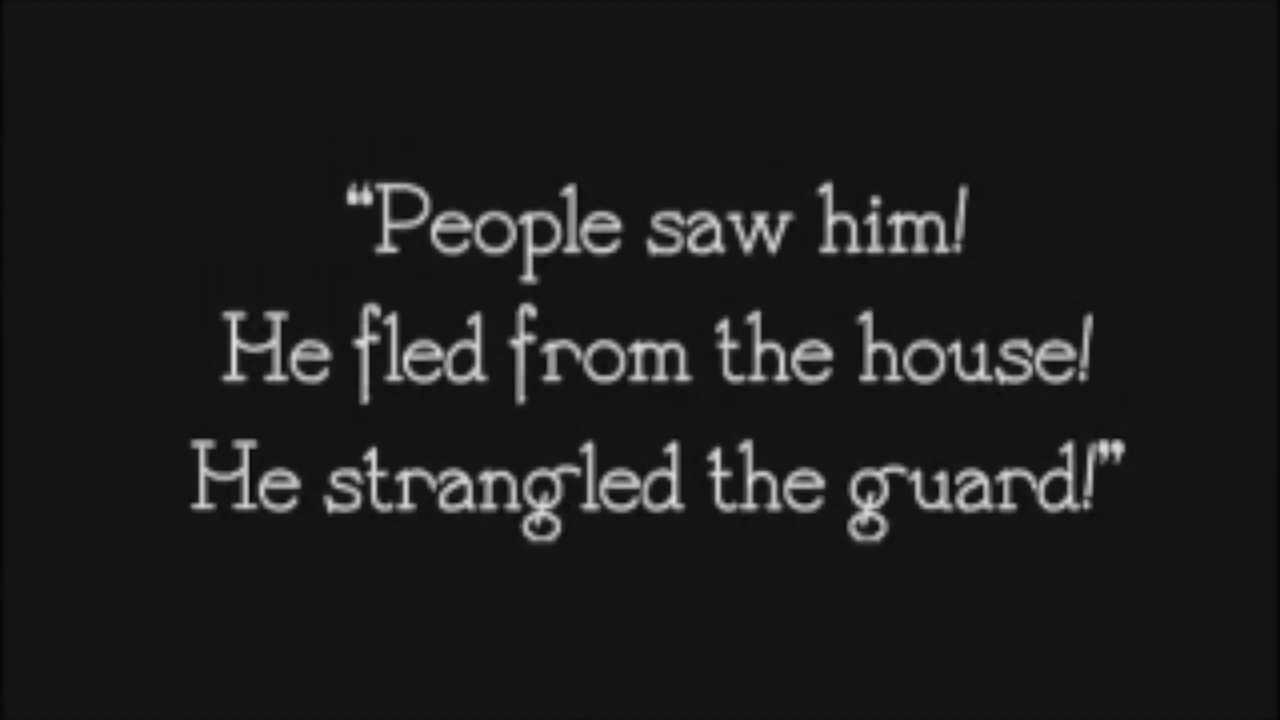 “People saw him!
He fled from the house!
He strangled the guard!”